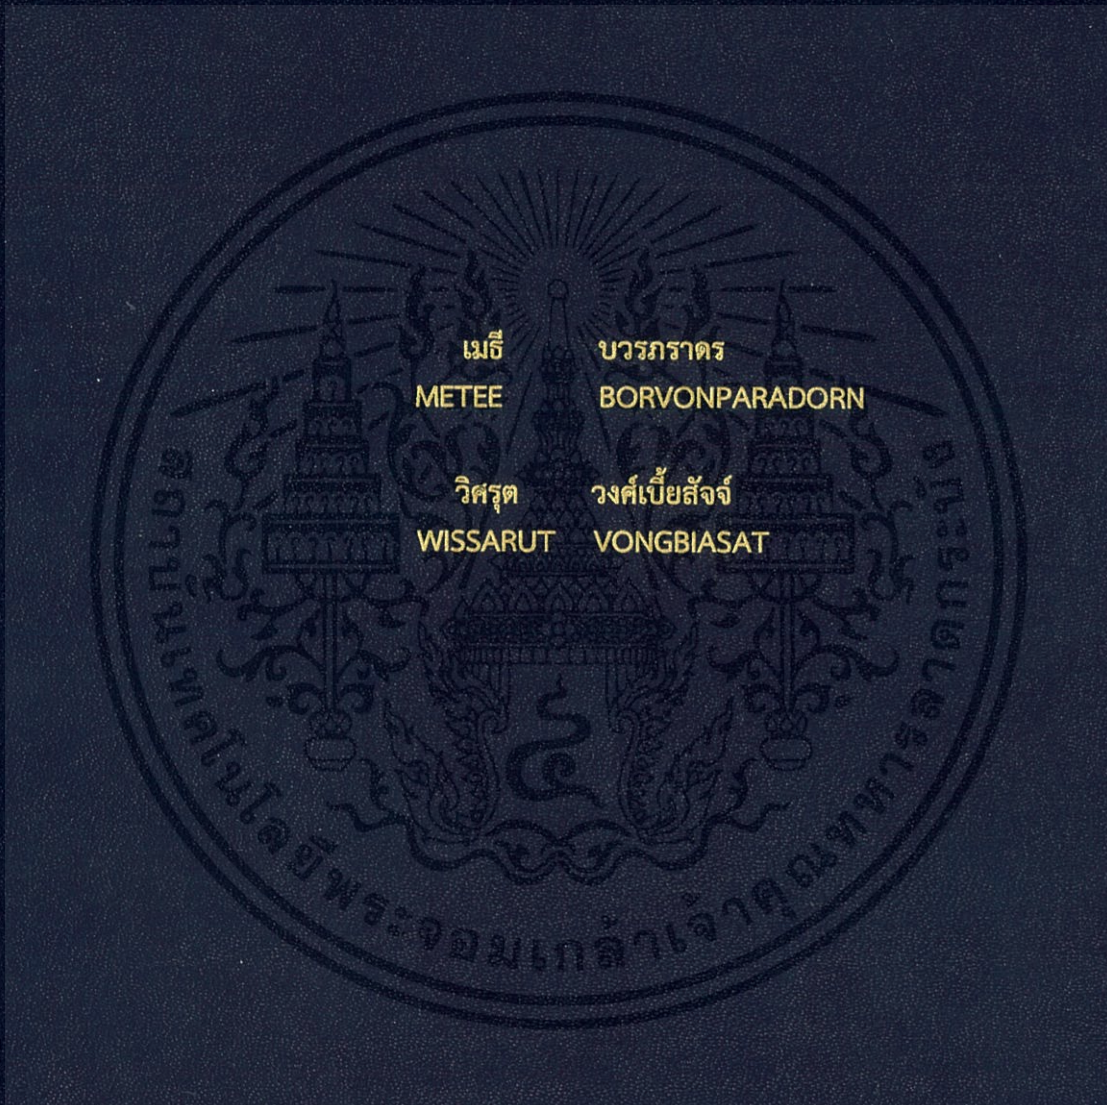 เมธี บวรภราดร
METEE BORVONPARADORN
วิศรุต วงศ์เบี้ยสัจจ์
WISSARUT VONGBIASAT
สถาบันเทคโนโลยีพระจอมเกล้าเจ้าคุณทหารลาดกระบัง